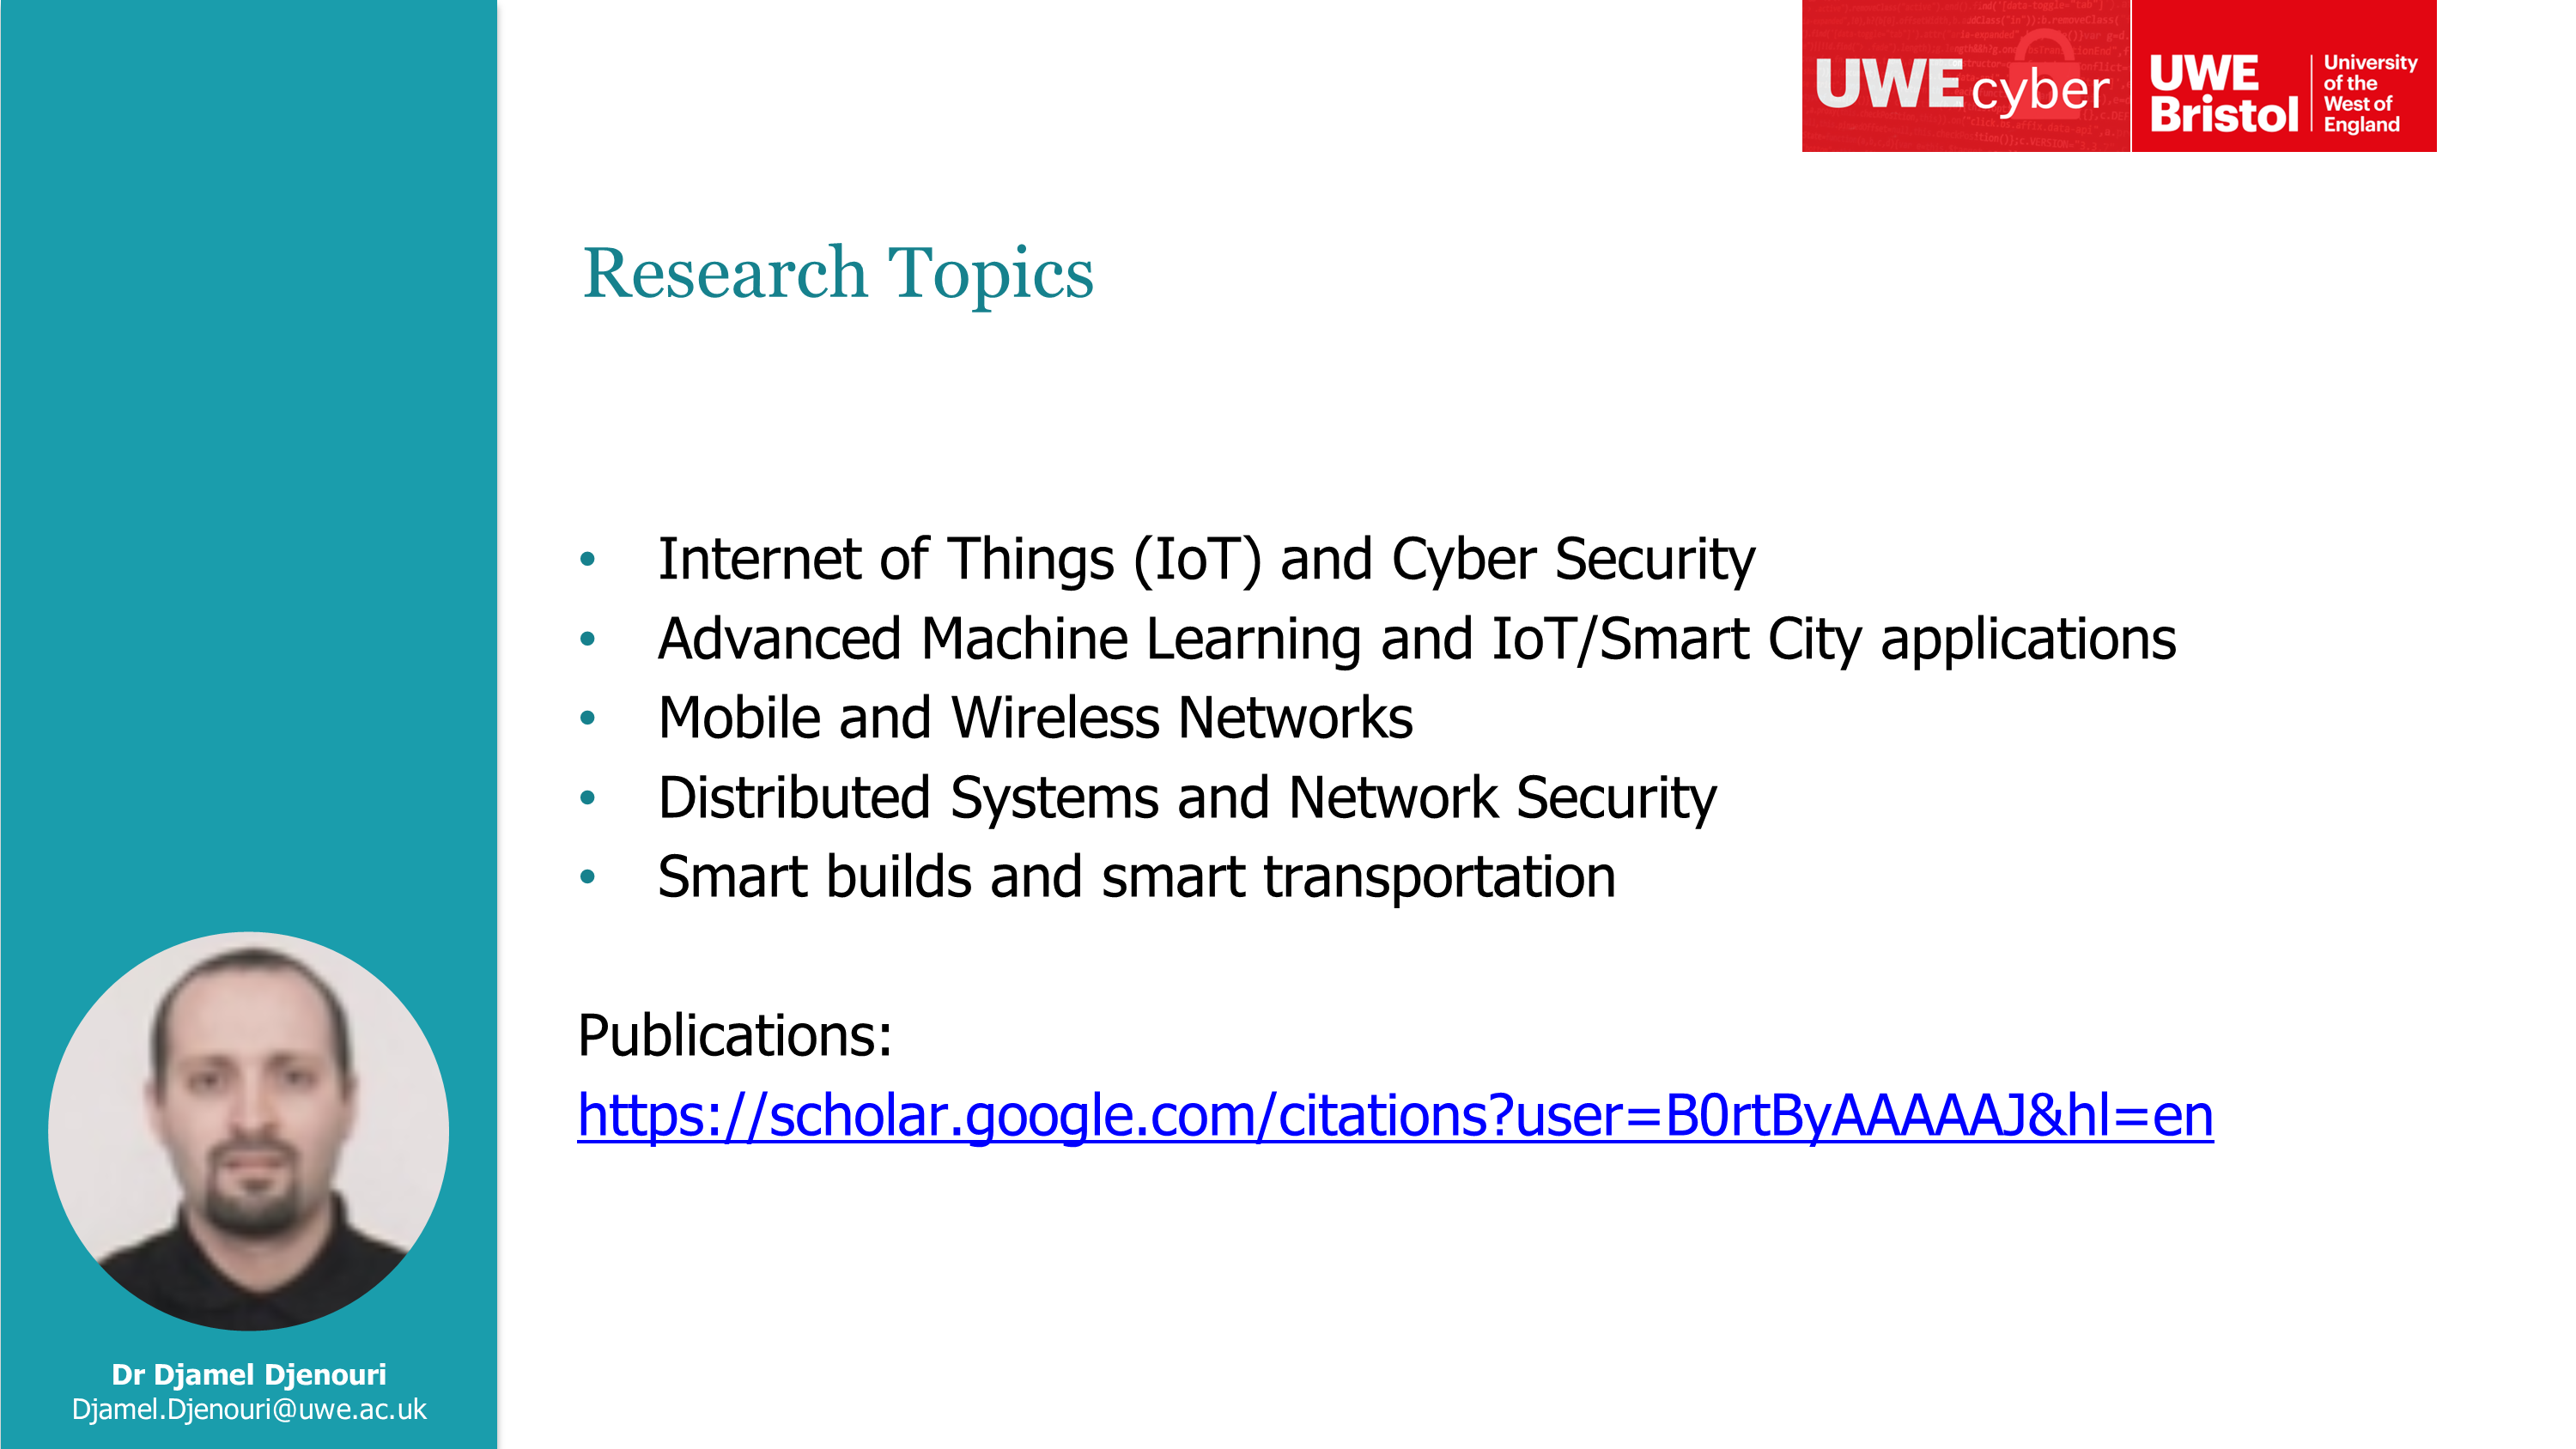 UWE cyber
UWE
Bristol
University
of the
West of
England
Research Topics
• Internet of Things (IoT) and Cyber Security
• Advanced Machine Learning and IoT/Smart City applications
• Mobile and Wireless Networks
• Distributed Systems and Network Security
• Smart builds and smart transportation
Publications:
https://scholar.google.com/citations?user=B0rtByAAAAAJ&hl=en
Dr Djamel Djenouri
Djamel.Djenouri@uwe.ac.uk